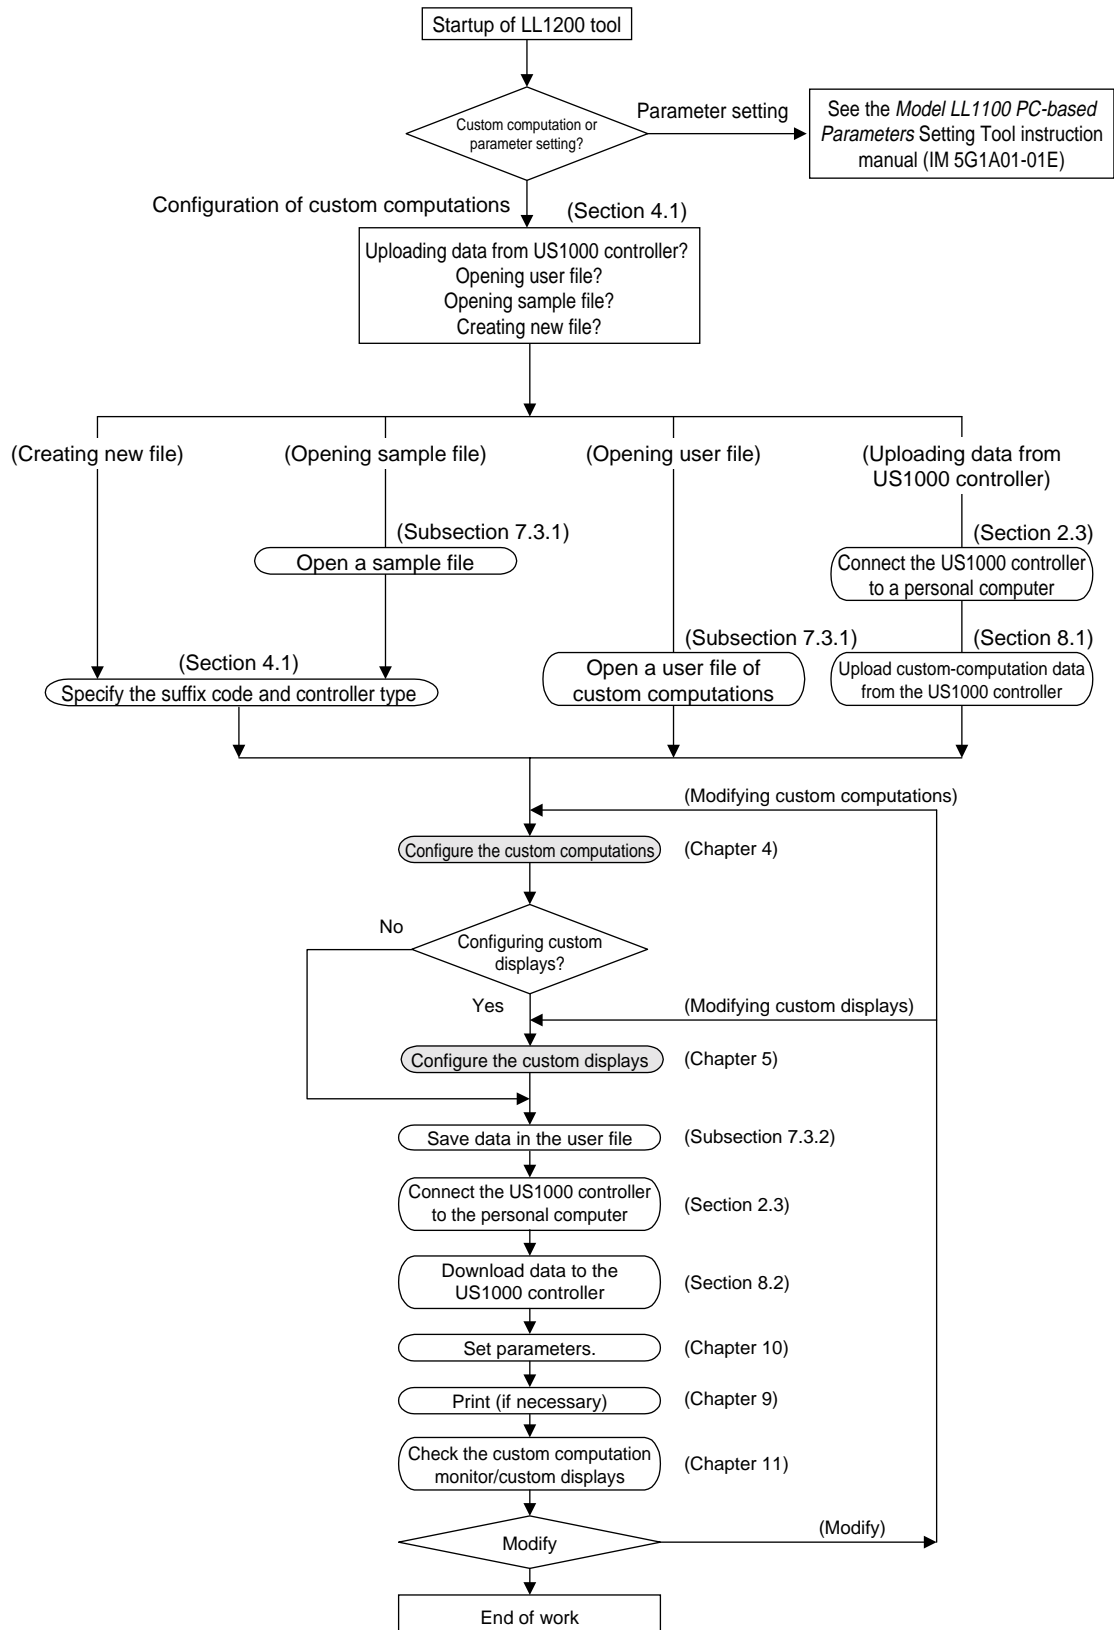 Startup of LL1200 tool
Custom computation or
parameter setting?
Parameter setting
See the Model LL1100 PC-based
Parameters Setting Tool instruction
manual (IM 5G1A01-01E)
Configuration of custom computations
(Section 4.1)
Uploading data from US1000 controller?
Opening user file?
Opening sample file?
Creating new file?
(Creating new file)
(Opening sample file)
(Opening user file)
(Uploading data from
US1000 controller)
(Subsection 7.3.1)
Open a sample file
(Section 2.3)
Connect the US1000 controller
to a personal computer
(Section 4.1)
Specify the suffix code and controller type
(Subsection 7.3.1)
Open a user file of
custom computations
(Section 8.1)
Upload custom-computation data
from the US1000 controller
(Modifying custom computations)
Configure the custom computations
(Chapter 4)
No
Configuring custom
displays?
Yes
(Modifying custom displays)
Configure the custom displays
(Chapter 5)
Save data in the user file
(Subsection 7.3.2)
Connect the US1000 controller
to the personal computer
(Section 2.3)
Download data to the
US1000 controller
(Section 8.2)
Set parameters.
(Chapter 10)
Print (if necessary)
(Chapter 9)
Check the custom computation
monitor/custom displays
(Chapter 11)
Modify
(Modify)
End of work